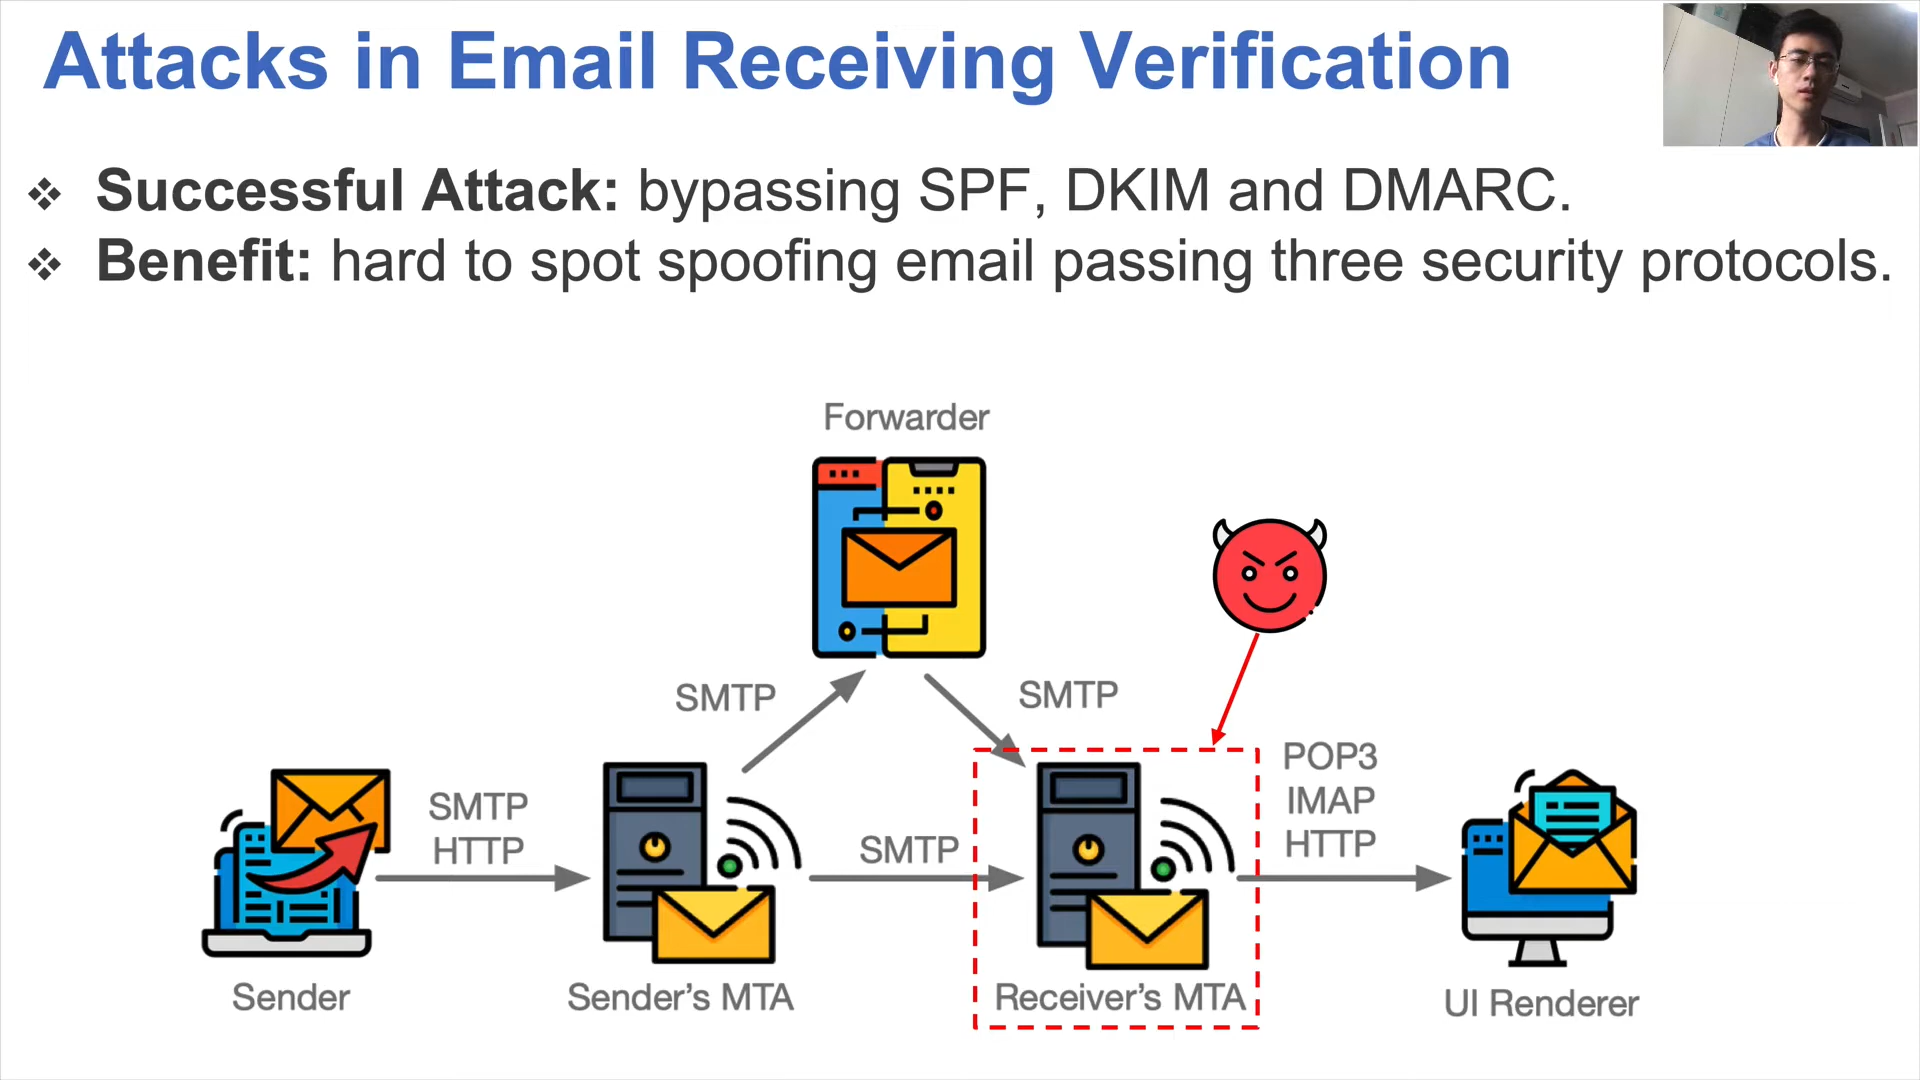 Attacks in Email Receiving Verification
❖ Successful Attack: bypassing SPF, DKIM and DMARC.
❖ Benefit: hard to spot spoofing email passing three security protocols.
Forwarder
SMTP
SMTP
SMTP
HTTP
SMTP
POP3
IMAP
HTTP
Sender
Sender's MTA
Receiver's MTA
UI Renderer